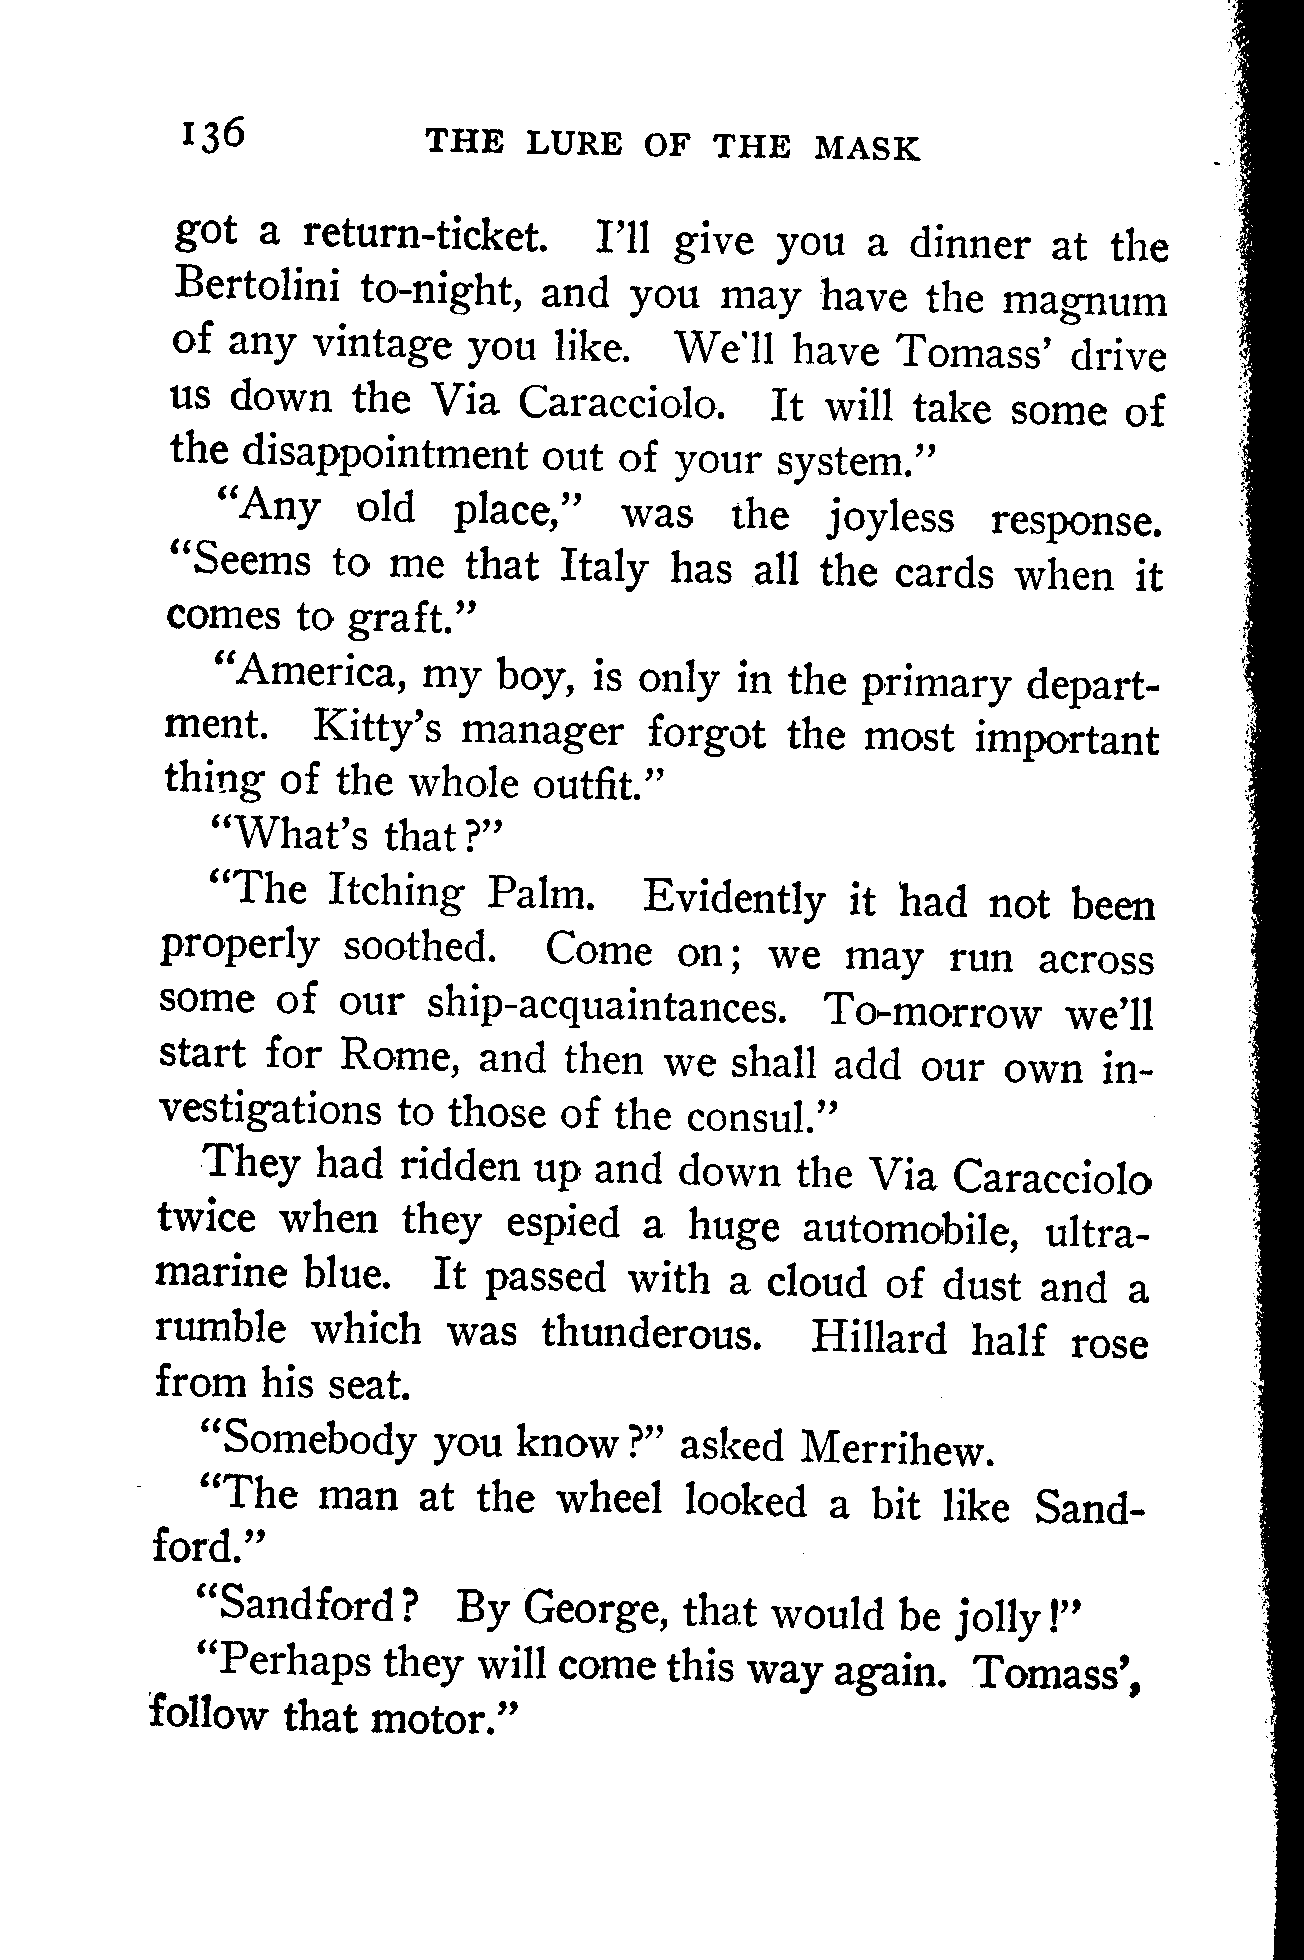 136 THE LURE OF THE MASK
got a return-ticket. I'll give you a dinner at the
Bertolini to-night, and you may have the magnum
of any vintage you like. We'll have Tomass' drive
us down the Via Caracciolo. It will take some of
the disappointment out of your system."
"Any old place," was the joyless response.
"Seems to me that Italy has all the cards when it
comes to graft."
"America, my boy, is only in the primary depart-
ment. Kitty's manager forgot the most important
thing of the whole outfit."
"What's that?"
"The Itching Palm. Evidently it had not been
properly soothed. Come on; we may run across
some of our ship-acquaintances. To-morrow we'll
start for Rome, and then we shall add our own in-
vestigations to those of the consul."
They had ridden up and down the Via Caracciolo
twice when they espied a huge automobile, ultra-
marine blue. It passed with a cloud of dust and a
rumble which was thunderous. Hillard half rose
from his seat.
"Somebody you know?" asked Merrihew.
"The man at the wheel looked a bit like Sand-
ford."
"Sandford? By George, that would be jolly!"
"Perhaps they will come this way again. Tomass',
follow that motor."